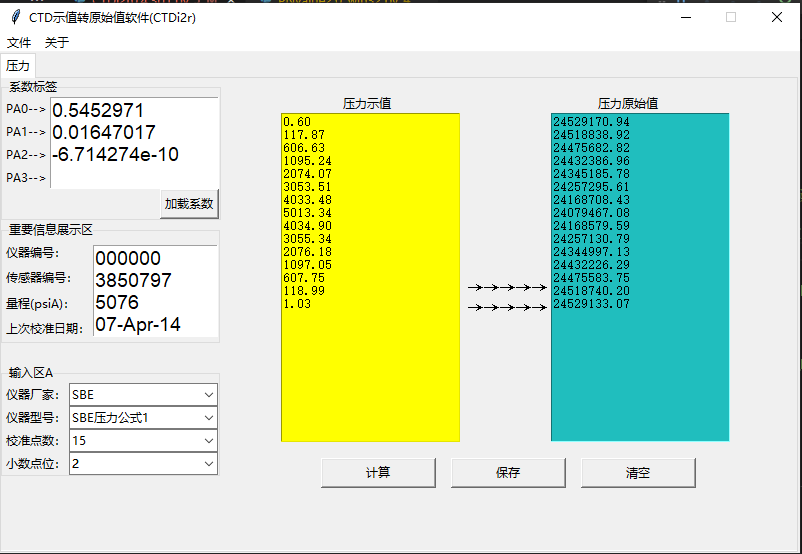 CTD示值转原始值软件(CTDi2r)
文件 关于
压力
系数标签
PA0--> 0.5452971
PA1--> 0.01647017
PA2--> -6.714274e-10
PA3-->
加载系数
重要信息展示区
仪器编号: 000000
传感器编号: 3850797
量程(psiA): 5076
上次校准日期: 07-Apr-14
输入区A
仪器厂家: SBE
仪器型号: SBE压力公式1
校准点数: 15
小数点位: 2
压力示值
0.60
117.87
606.63
1095.24
2074.07
3053.51
4033.48
5013.34
4034.90
3055.34
2076.18
1097.05
607.75
118.99
1.03
压力原始值
24529170.94
24518838.92
24475682.82
24432386.96
24345185.78
24257295.61
24168708.43
24079467.08
24168579.59
24257130.79
24344997.13
24432226.29
24475583.75
24518740.20
24529133.07
计算 保存 清空